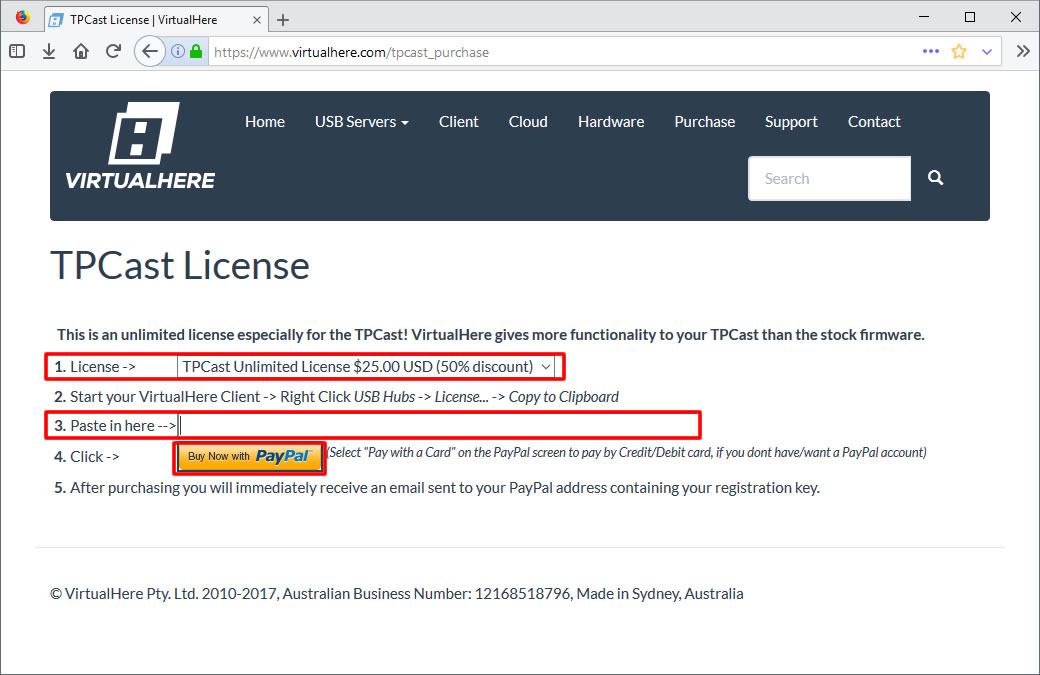 TPCast License | VirtualHere
https://www.virtualhere.com/tpcast_purchase
Home USB Servers Client Cloud Hardware Purchase Support Contact
VIRTUALHERE
Search
TPCast License
This is an unlimited license especially for the TPCast! VirtualHere gives more functionality to your TPCast than the stock firmware.
1. License -> TPCast Unlimited License $25.00 USD (50% discount)
2. Start your VirtualHere Client -> Right Click USB Hubs -> License... -> Copy to Clipboard
3. Paste in here -->
4. Click -> Buy Now with PayPal (Select "Pay with a Card" on the PayPal screen to pay by Credit/Debit card, if you dont have/want a PayPal account)
5. After purchasing you will immediately receive an email sent to your PayPal address containing your registration key.
© VirtualHere Pty. Ltd. 2010-2017, Australian Business Number: 12168518796, Made in Sydney, Australia